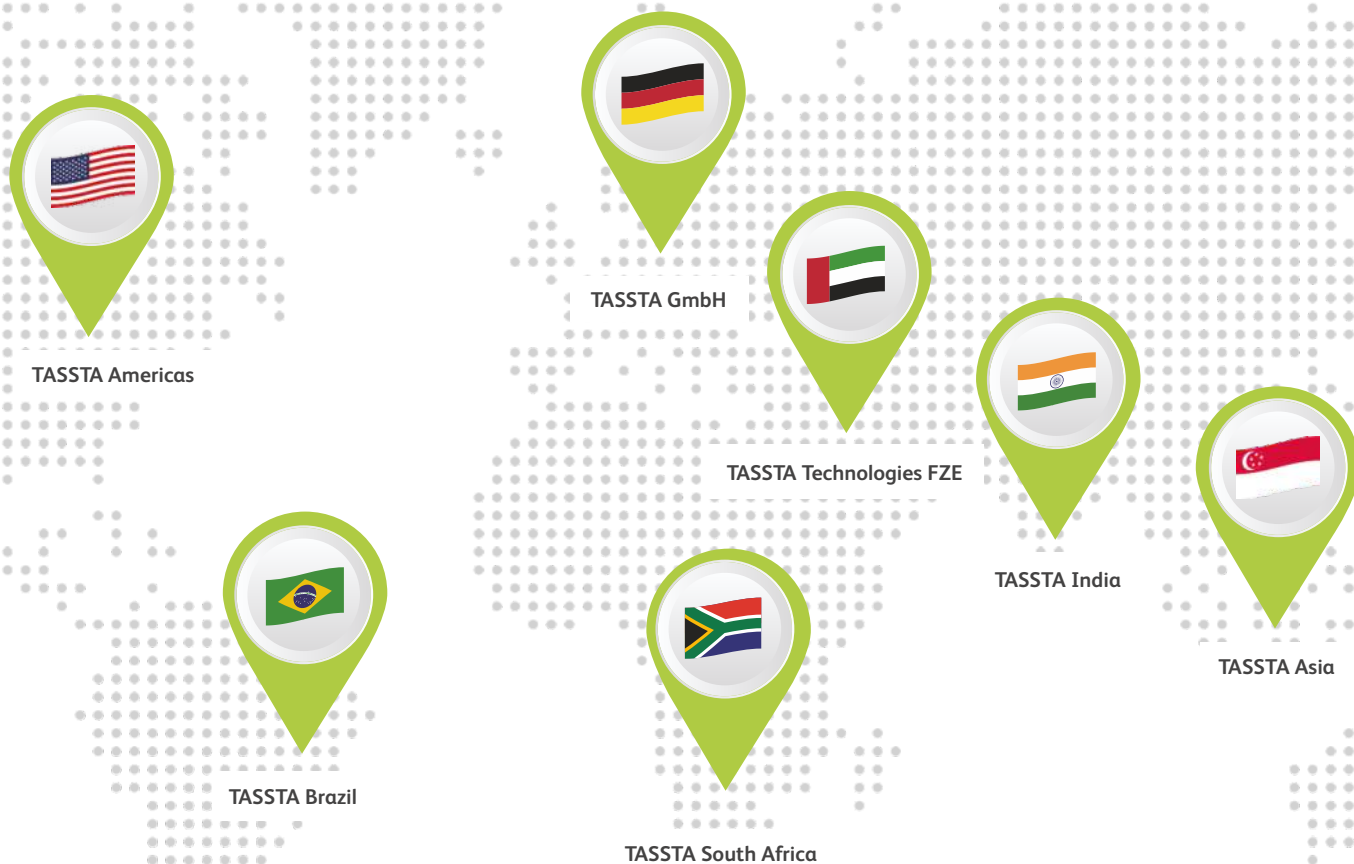 TASSTA GmbH
TASSTA Americas
TASSTA Technologies FZE
TASSTA India
TASSTA Asia
TASSTA Brazil
TASSTA South Africa